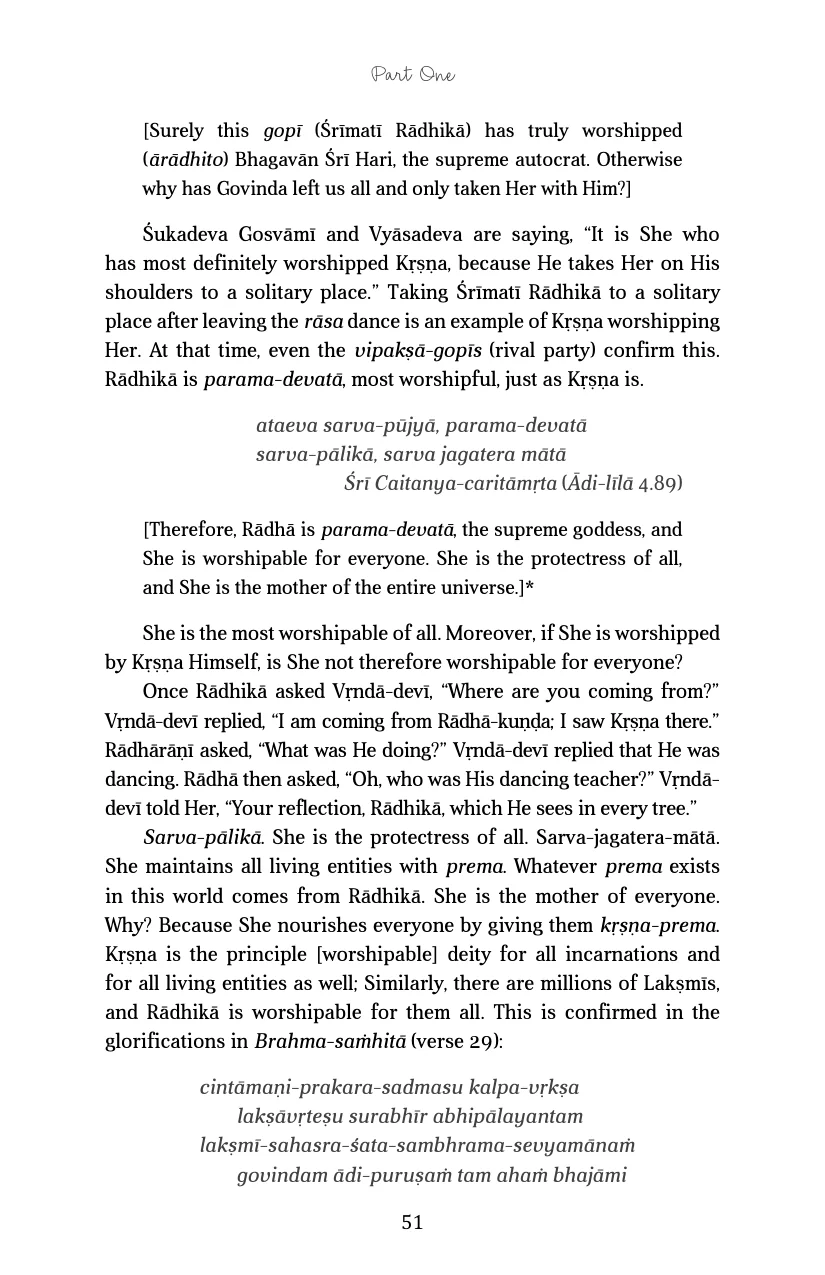 Part One
[Surely this gopī (Śrīmatī Rādhikā) has truly worshipped
(ārādhito) Bhagavān Śrī Hari, the supreme autocrat. Otherwise
why has Govinda left us all and only taken Her with Him?]
Śukadeva Gosvāmī and Vyāsadeva are saying, “It is She who
has most definitely worshipped Kṛṣṇa, because He takes Her on His
shoulders to a solitary place.” Taking Śrīmatī Rādhikā to a solitary
place after leaving the rāsa dance is an example of Kṛṣṇa worshipping
Her. At that time, even the vipakṣā-gopīs (rival party) confirm this.
Rādhikā is parama-devatā, most worshipful, just as Kṛṣṇa is.
ataeva sarva-pūjyā, parama-devatā
sarva-pālikā, sarva jagatera mātā
Śrī Caitanya-caritāmṛta (Ādi-līlā 4.89)
[Therefore, Rādhā is parama-devatā, the supreme goddess, and
She is worshipable for everyone. She is the protectress of all,
and She is the mother of the entire universe.]*
She is the most worshipable of all. Moreover, if She is worshipped
by Kṛṣṇa Himself, is She not therefore worshipable for everyone?
Once Rādhikā asked Vṛndā-devī, “Where are you coming from?”
Vṛndā-devī replied, “I am coming from Rādhā-kuṇḍa; I saw Kṛṣṇa there.”
Rādhārāṇī asked, “What was He doing?” Vṛndā-devī replied that He was
dancing. Rādhā then asked, “Oh, who was His dancing teacher?” Vṛndā-
devī told Her, “Your reflection, Rādhikā, which He sees in every tree.”
Sarva-pālikā. She is the protectress of all. Sarva-jagatera-mātā.
She maintains all living entities with prema. Whatever prema exists
in this world comes from Rādhikā. She is the mother of everyone.
Why? Because She nourishes everyone by giving them kṛṣṇa-prema.
Kṛṣṇa is the principle [worshipable] deity for all incarnations and
for all living entities as well; Similarly, there are millions of Lakṣmīs,
and Rādhikā is worshipable for them all. This is confirmed in the
glorifications in Brahma-saṁhitā (verse 29):
cintāmaṇi-prakara-sadmasu kalpa-vṛkṣa
lakṣāvṛteṣu surabhīr abhipālayantam
lakṣmī-sahasra-śata-sambhrama-sevyamānaṁ
govindam ādi-puruṣaṁ tam ahaṁ bhajāmi
51